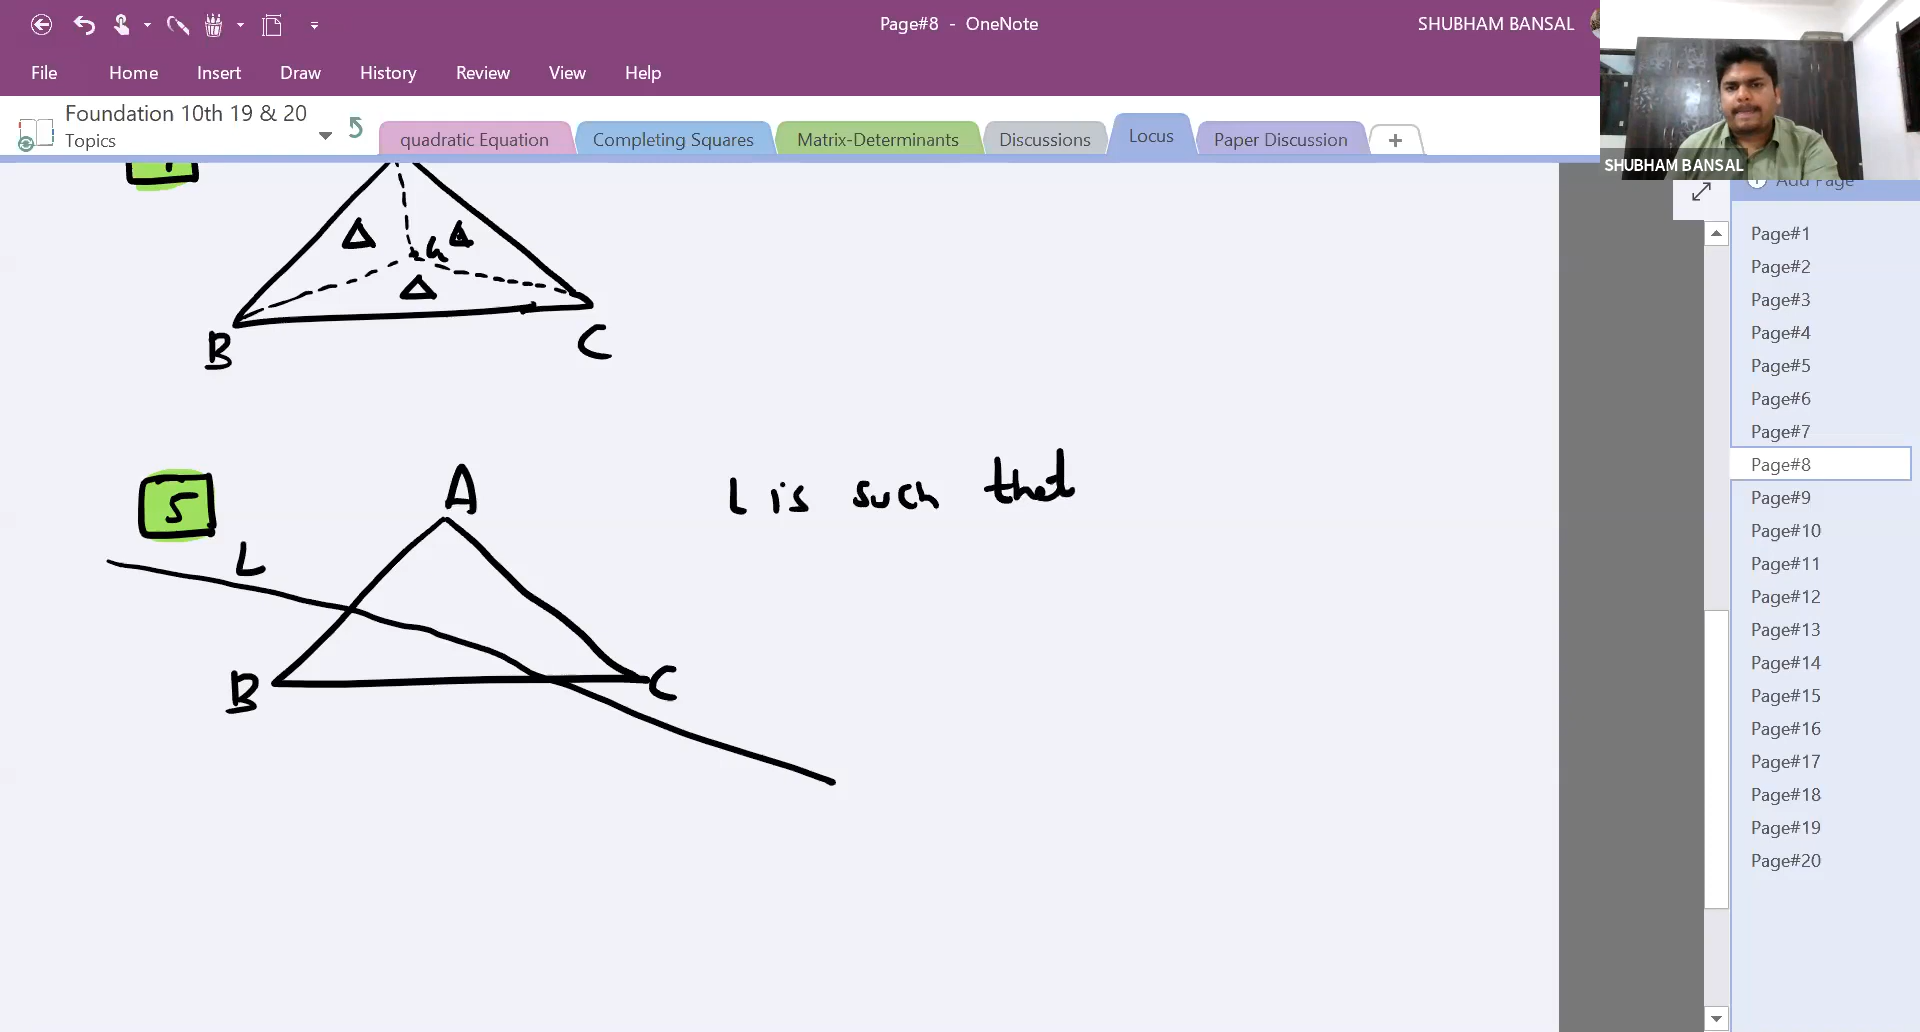 Page#8 - OneNote
SHUBHAM BANSAL
File Home Insert Draw History Review View Help
Foundation 10th 19 & 20
Topics
quadratic Equation
Completing Squares
Matrix-Determinants
Discussions
Locus
Paper Discussion
+
SHUBHAM BANSAL
Add Page
Page#1
Page#2
Page#3
Page#4
Page#5
Page#6
Page#7
Page#8
Page#9
Page#10
Page#11
Page#12
Page#13
Page#14
Page#15
Page#16
Page#17
Page#18
Page#19
Page#20
Δ Δ
G
Δ
B C
5
A
L is such that
L
B C